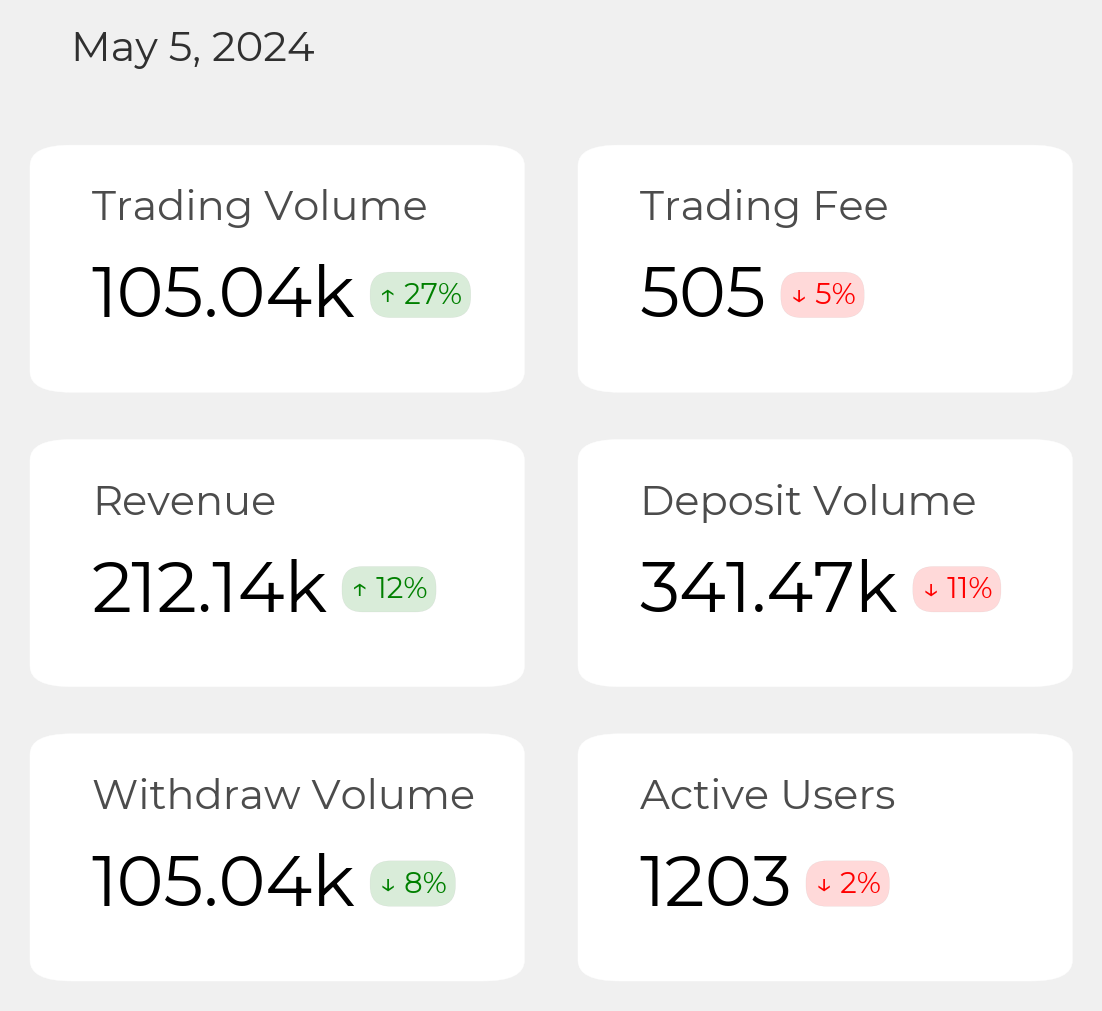 May 5, 2024
Trading Volume
105.04k ↑ 27%
Trading Fee
505 ↓ 5%
Revenue
212.14k ↑ 12%
Deposit Volume
341.47k ↓ 11%
Withdraw Volume
105.04k ↓ 8%
Active Users
1203 ↓ 2%